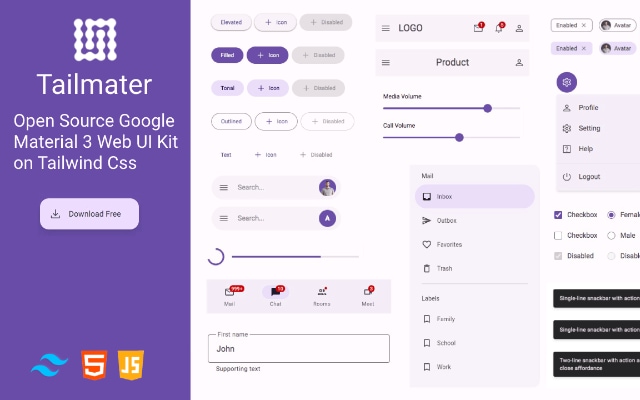 Tailmater
Open Source Google
Material 3 Web UI Kit
on Tailwind Css
Download Free
Elevated
+ Icon
+ Disabled
Filled
+ Icon
+ Disabled
Tonal
+ Icon
+ Disabled
Outlined
+ Icon
+ Disabled
Text
+ Icon
+ Disabled
Search...
Search...
A
999+
10
Mail
Chat
Rooms
Meet
First name
John
Supporting text
LOGO
Product
Media Volume
Call Volume
Mail
Inbox
Outbox
Favorites
Trash
Labels
Family
School
Work
Enabled ×
Avatar
Enabled ×
Avatar
Profile
Setting
Help
Logout
Checkbox
Female
Checkbox
Male
Disabled
Disab
Single-line snackbar with action
Single-line snackbar with action
Two-line snackbar with action a
close affordance
5
JS